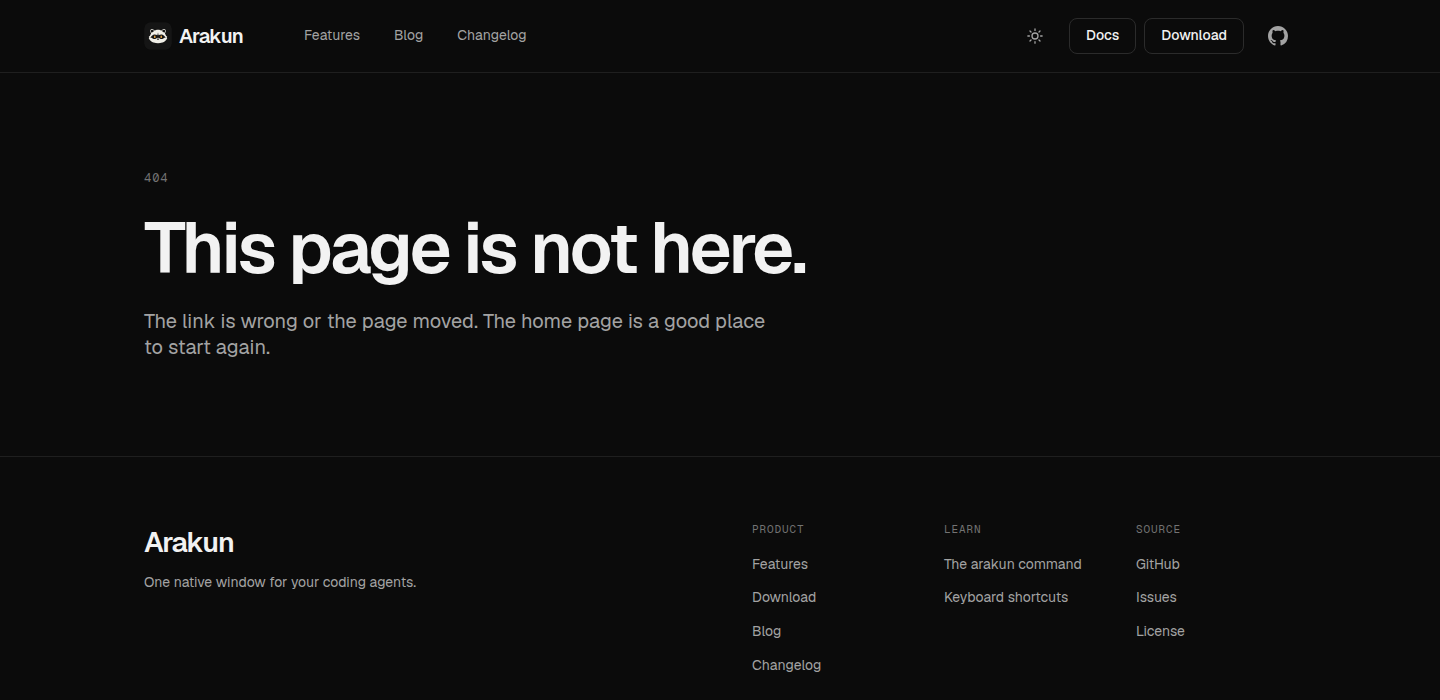 Arakun
Features
Blog
Changelog
Docs
Download
404
This page is not here.
The link is wrong or the page moved. The home page is a good place
to start again.
Arakun
One native window for your coding agents.
PRODUCT
Features
Download
Blog
Changelog
LEARN
The arakun command
Keyboard shortcuts
SOURCE
GitHub
Issues
License